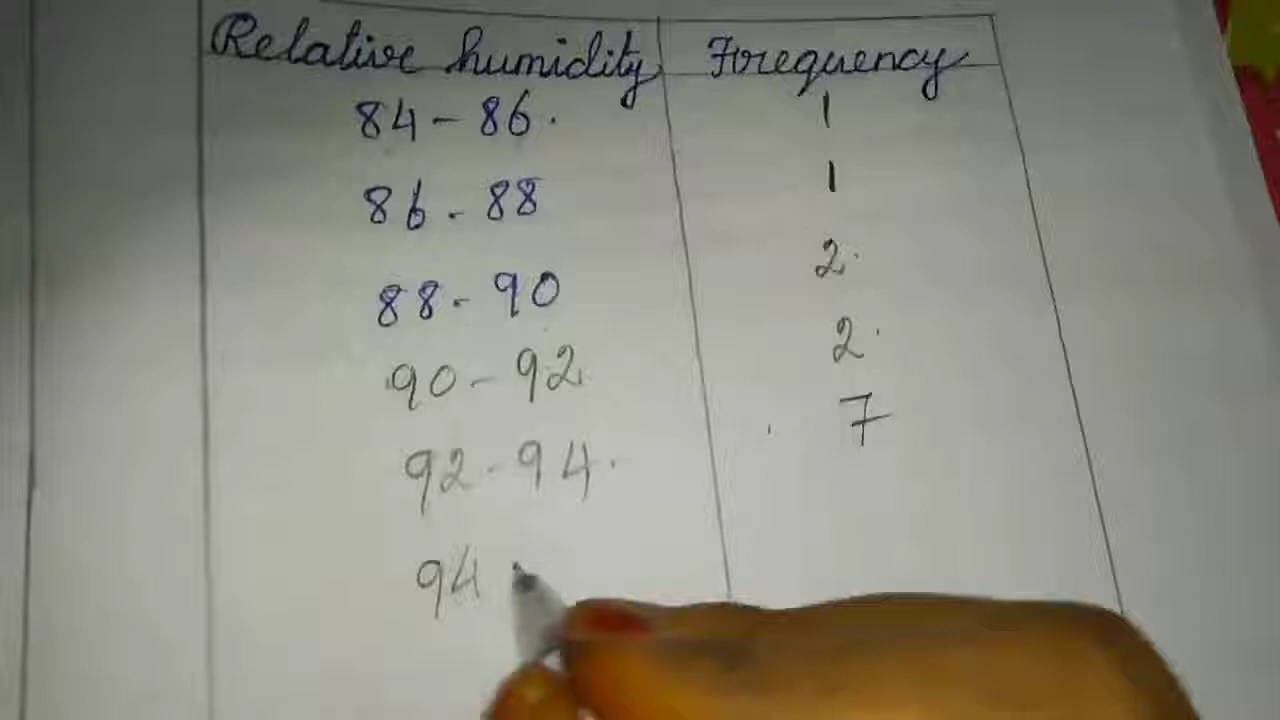 Relative humidity Frequency
84 - 86. 1
86 - 88 1
88 - 90 2.
90 - 92 2.
92 - 94. 7
94